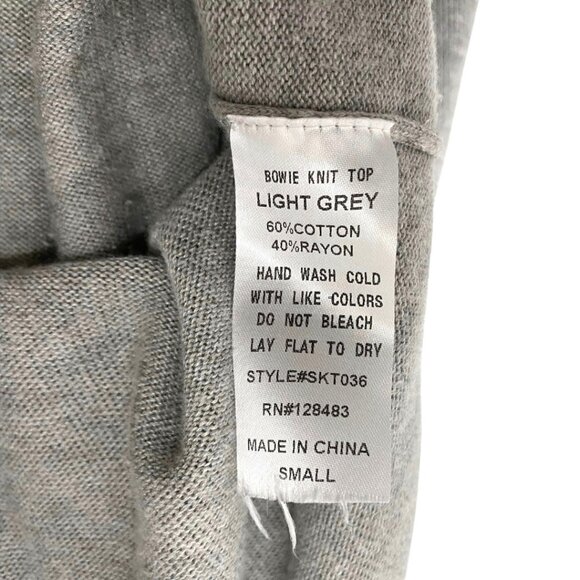 BOWIE KNIT TOP
LIGHT GREY
60%COTTON
40%RAYON
HAND WASH COLD
WITH LIKE COLORS
DO NOT BLEACH
LAY FLAT TO DRY
STYLE#SKT036
RN#128483
MADE IN CHINA
SMALL